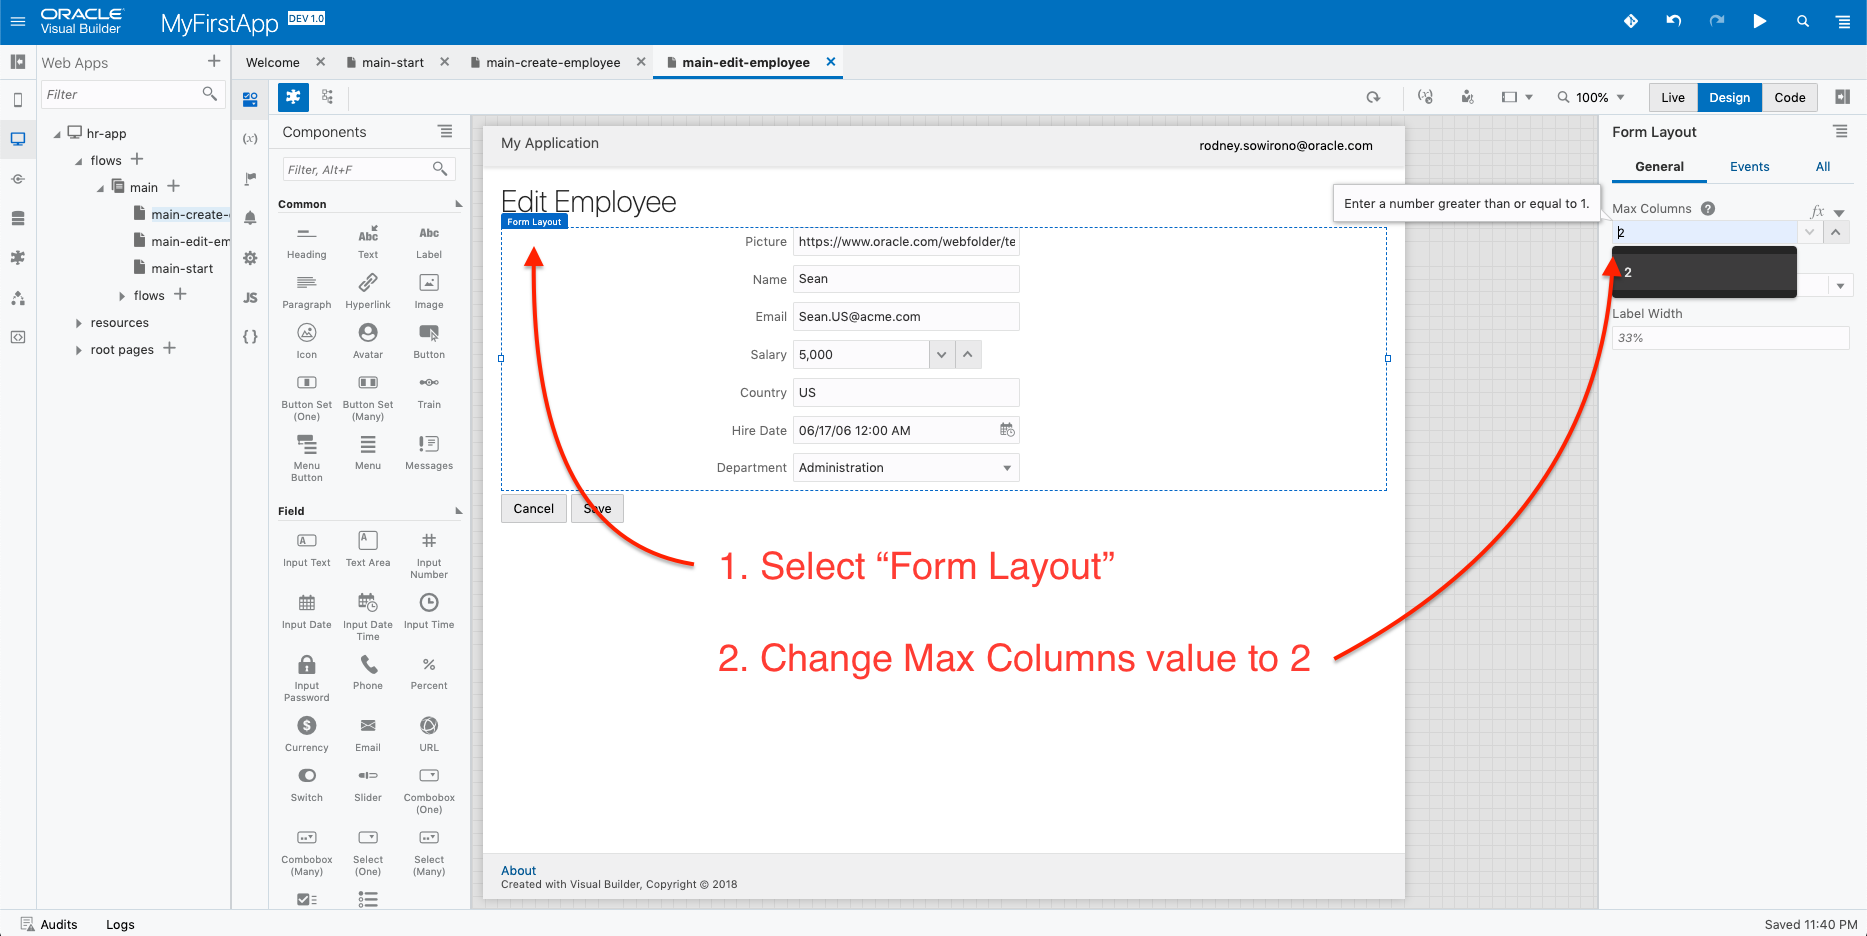 ORACLE
Visual Builder
MyFirstApp DEV 1.0
Web Apps
Filter
hr-app
flows
main
main-create-
main-edit-em
main-start
flows
resources
root pages
Welcome
main-start
main-create-employee
main-edit-employee
100%
Live
Design
Code
(x)
JS
{ }
Components
Filter, Alt+F
Common
Heading
Text
Label
Paragraph
Hyperlink
Image
Icon
Avatar
Button
Button Set (One)
Button Set (Many)
Train
Menu Button
Menu
Messages
Field
Input Text
Text Area
Input Number
Input Date
Input Date Time
Input Time
Input Password
Phone
Percent
Currency
Email
URL
Switch
Slider
Combobox (One)
Combobox (Many)
Select (One)
Select (Many)
My Application
rodney.sowirono@oracle.com
Edit Employee
Form Layout
Picture https://www.oracle.com/webfolder/te
Name Sean
Email Sean.US@acme.com
Salary 5,000
Country US
Hire Date 06/17/06 12:00 AM
Department Administration
Cancel Save
1. Select “Form Layout”
2. Change Max Columns value to 2
About
Created with Visual Builder, Copyright © 2018
Form Layout
General Events All
Enter a number greater than or equal to 1.
Max Columns ? fx
2
2
Label Width
33%
Audits
Logs
Saved 11:40 PM